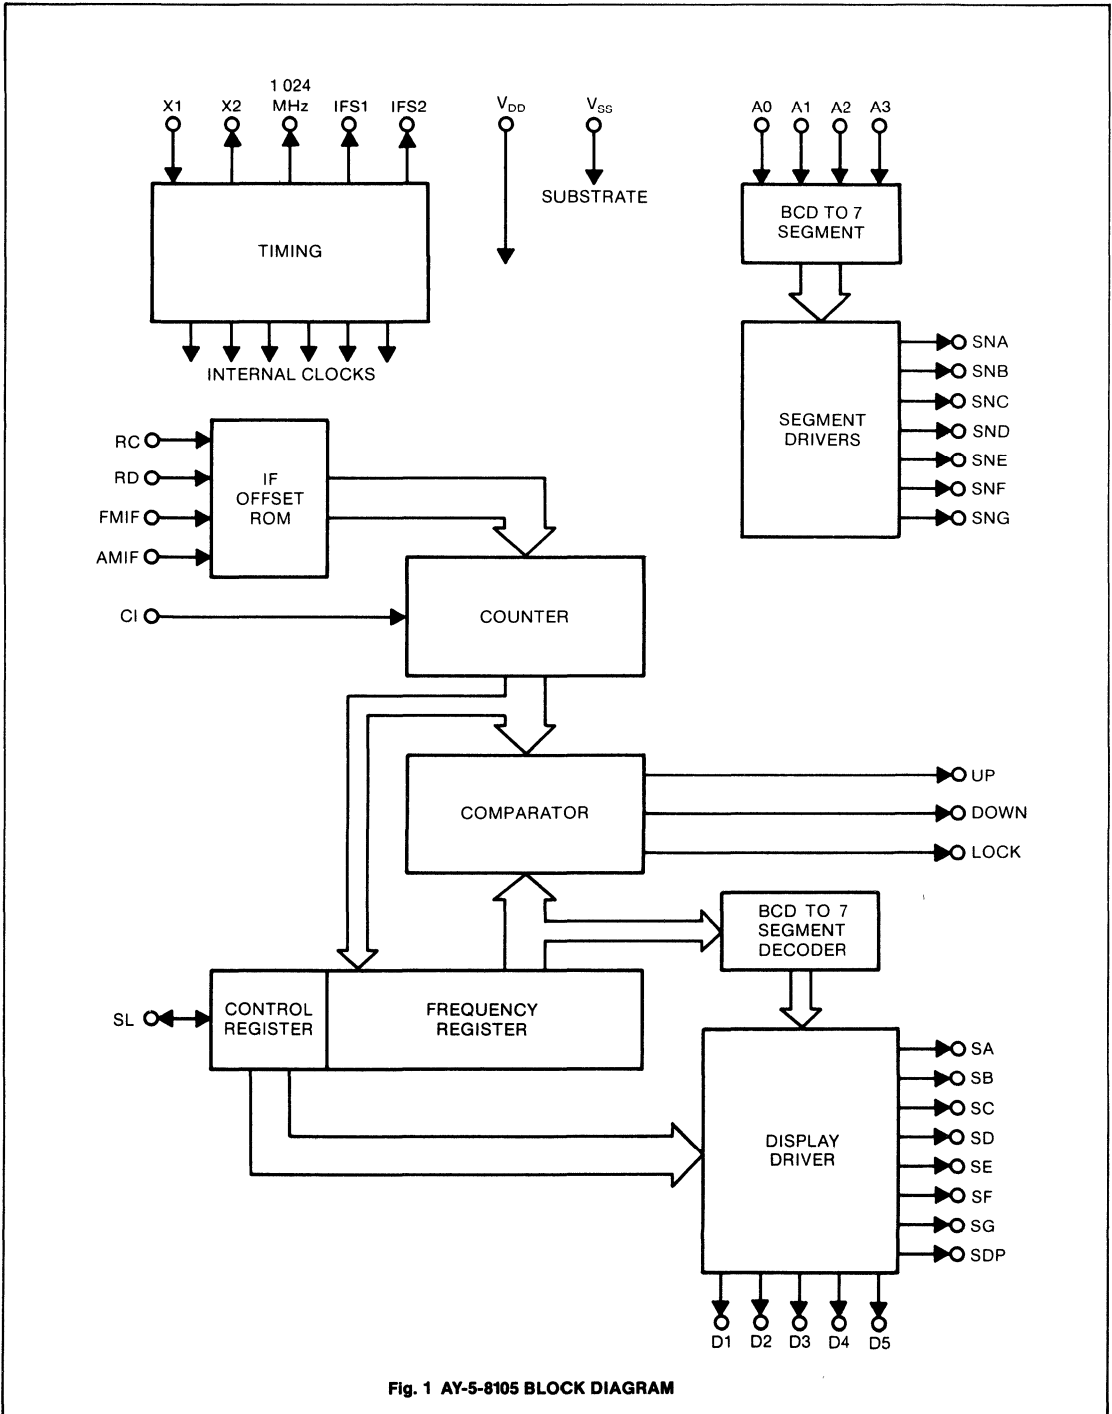 1 024
X1 X2 MHz IFS1 IFS2 VDD VSS A0 A1 A2 A3
SUBSTRATE
TIMING
BCD TO 7
SEGMENT
INTERNAL CLOCKS
SEGMENT
DRIVERS
SNA
SNB
SNC
SND
SNE
SNF
SNG
RC
RD
FMIF
AMIF
IF
OFFSET
ROM
CI
COUNTER
COMPARATOR
UP
DOWN
LOCK
BCD TO 7
SEGMENT
DECODER
SL
CONTROL
REGISTER
FREQUENCY
REGISTER
DISPLAY
DRIVER
SA
SB
SC
SD
SE
SF
SG
SDP
D1 D2 D3 D4 D5
Fig. 1 AY-5-8105 BLOCK DIAGRAM